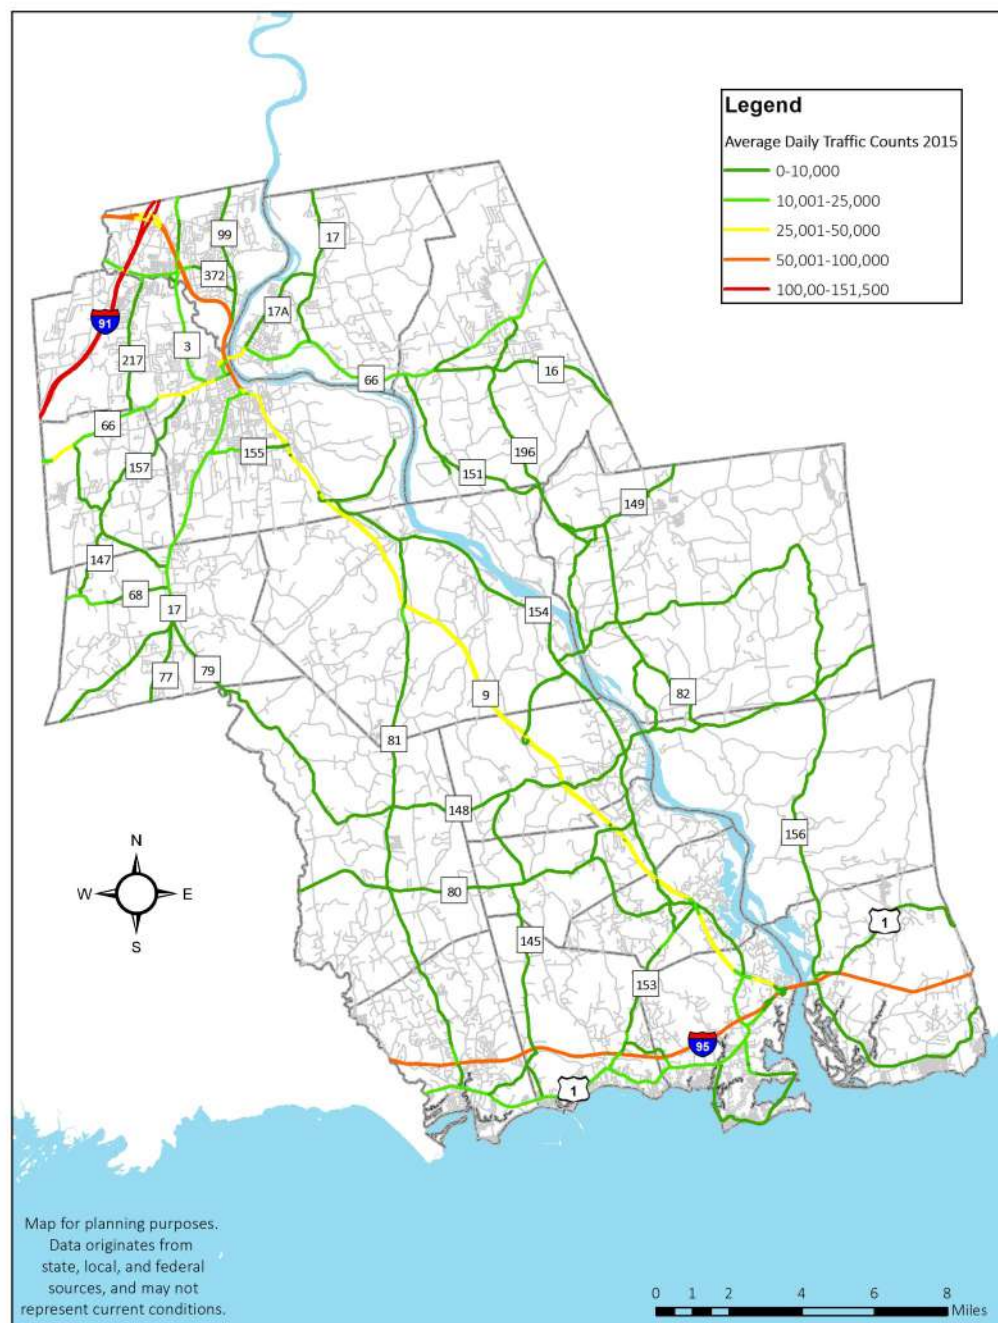 Legend
Average Daily Traffic Counts 2015
0-10,000
10,001-25,000
25,001-50,000
50,001-100,000
100,00-151,500
99
17
372
17A
91
3
217
66
16
66
155
196
157
151
149
147
68
17
154
77
79
9
82
81
148
156
80
1
145
153
95
1
N
W E
S
Map for planning purposes.
Data originates from
state, local, and federal
sources, and may not
represent current conditions.
0 1 2 4 6 8
Miles